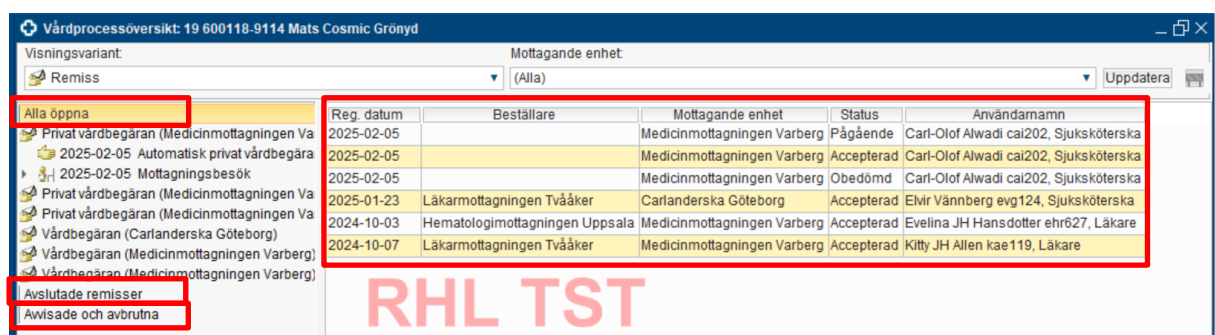 Vårdprocessöversikt: 19 600118-9114 Mats Cosmic Grönyd
Visningsvariant: Mottagande enhet:
Remiss (Alla) Uppdatera
Alla öppna
Privat vårdbegäran (Medicinmottagningen Va
2025-02-05 Automatisk privat vårdbegära
2025-02-05 Mottagningsbesök
Privat vårdbegäran (Medicinmottagningen Va
Privat vårdbegäran (Medicinmottagningen Va
Vårdbegäran (Carlanderska Göteborg)
Vårdbegäran (Medicinmottagningen Varberg)
Vårdbegäran (Medicinmottagningen Varberg)
Avslutade remisser
Avvisade och avbrutna
Reg. datum Beställare Mottagande enhet Status Användarnamn
2025-02-05 Medicinmottagningen Varberg Pågående Carl-Olof Alwadi cai202, Sjuksköterska
2025-02-05 Medicinmottagningen Varberg Accepterad Carl-Olof Alwadi cai202, Sjuksköterska
2025-02-05 Medicinmottagningen Varberg Obedömd Carl-Olof Alwadi cai202, Sjuksköterska
2025-01-23 Läkarmottagningen Tvååker Carlanderska Göteborg Accepterad Elvir Vännberg evg124, Sjuksköterska
2024-10-03 Hematologimottagningen Uppsala Medicinmottagningen Varberg Accepterad Evelina JH Hansdotter ehr627, Läkare
2024-10-07 Läkarmottagningen Tvååker Medicinmottagningen Varberg Accepterad Kitty JH Allen kae119, Läkare
RHL TST